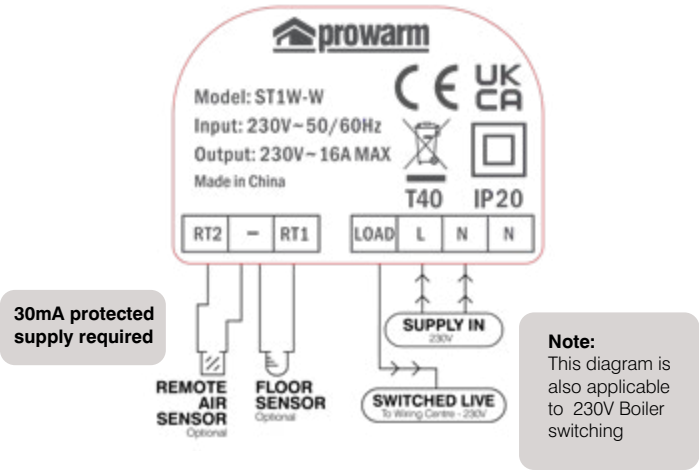 prowarm
Model: ST1W-W
Input: 230V~50/60Hz
Output: 230V~16A MAX
Made in China
CE
UK
CA
T40
IP20
RT2
–
RT1
LOAD
L
N
N
30mA protected
supply required
REMOTE
AIR
SENSOR
Optional
FLOOR
SENSOR
Optional
SUPPLY IN
230V
SWITCHED LIVE
To Wiring Centre - 230V
Note:
This diagram is
also applicable
to 230V Boiler
switching